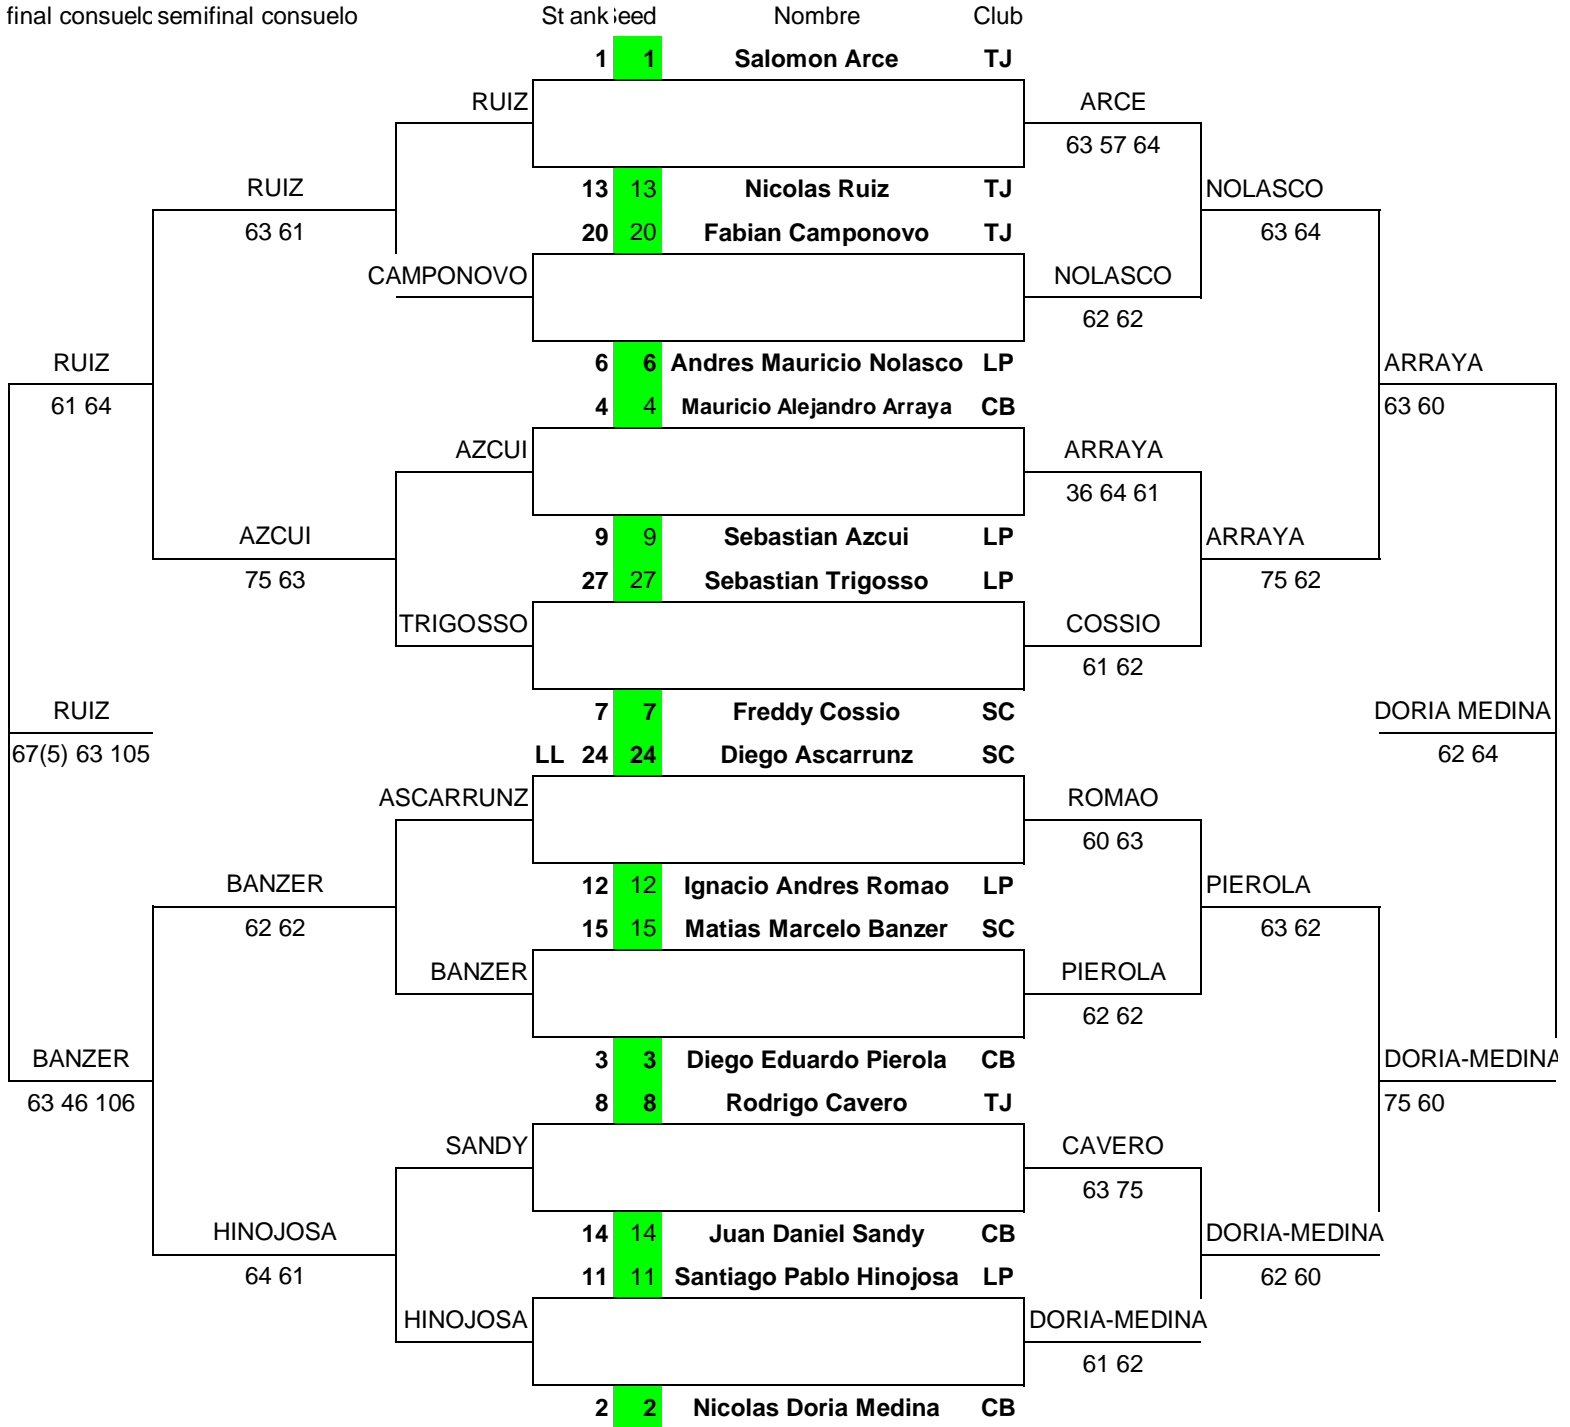 final consuelo semifinal consuelo St ank Seed Nombre Club
1 1 Salomon Arce TJ
RUIZ ARCE
63 57 64
RUIZ 13 13 Nicolas Ruiz TJ NOLASCO
63 61 20 20 Fabian Camponovo TJ 63 64
CAMPONOVO NOLASCO
62 62
RUIZ 6 6 Andres Mauricio Nolasco LP ARRAYA
61 64 4 4 Mauricio Alejandro Arraya CB 63 60
AZCUI ARRAYA
36 64 61
AZCUI 9 9 Sebastian Azcui LP ARRAYA
75 63 27 27 Sebastian Trigosso LP 75 62
TRIGOSSO COSSIO
61 62
RUIZ 7 7 Freddy Cossio SC DORIA MEDINA
67(5) 63 105 LL 24 24 Diego Ascarrunz SC 62 64
ASCARRUNZ ROMAO
60 63
BANZER 12 12 Ignacio Andres Romao LP PIEROLA
62 62 15 15 Matias Marcelo Banzer SC 63 62
BANZER PIEROLA
62 62
BANZER 3 3 Diego Eduardo Pierola CB DORIA-MEDINA
63 46 106 8 8 Rodrigo Cavero TJ 75 60
SANDY CAVERO
63 75
HINOJOSA 14 14 Juan Daniel Sandy CB DORIA-MEDINA
64 61 11 11 Santiago Pablo Hinojosa LP 62 60
HINOJOSA DORIA-MEDINA
61 62
2 2 Nicolas Doria Medina CB